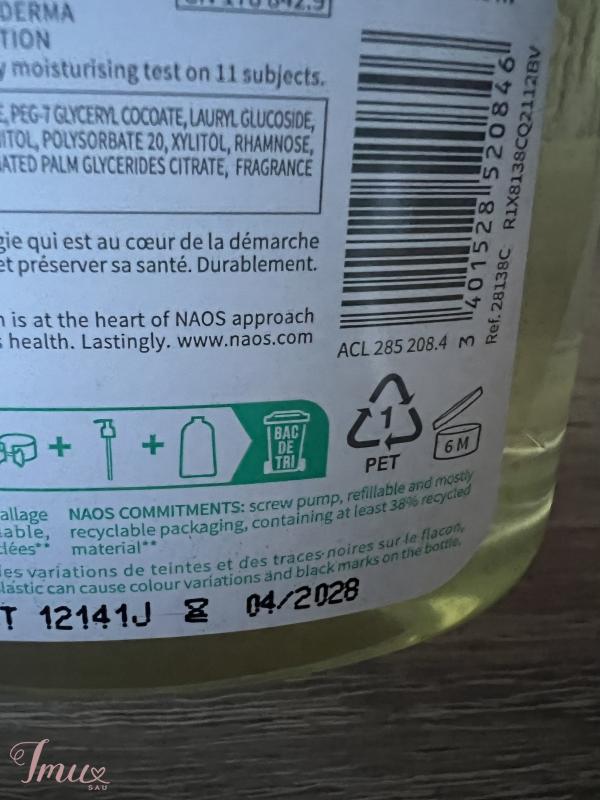 DERMA
TION
y moisturising test on 11 subjects.
E, PEG-7 GLYCERYL COCOATE, LAURYL GLUCOSIDE,
ITOL, POLYSORBATE 20, XYLITOL, RHAMNOSE,
ATED PALM GLYCERIDES CITRATE, FRAGRANCE
gie qui est au cœur de la démarche
et préserver sa santé. Durablement.
n is at the heart of NAOS approach
s health. Lastingly. www.naos.com
3 401528 520846
Ref. 28138C R1X8138CQ2112BV
ACL 285 208.4
+ +
BAC
DE
TRI
1
PET
6 M
allage
able,
dées**
NAOS COMMITMENTS: screw pump, refillable and mostly
recyclable packaging, containing at least 38% recycled
material**
les variations de teintes et des traces noires sur le flacon.
lastic can cause colour variations and black marks on the bottle.
T 12141J 04/2028
Imux
SAU